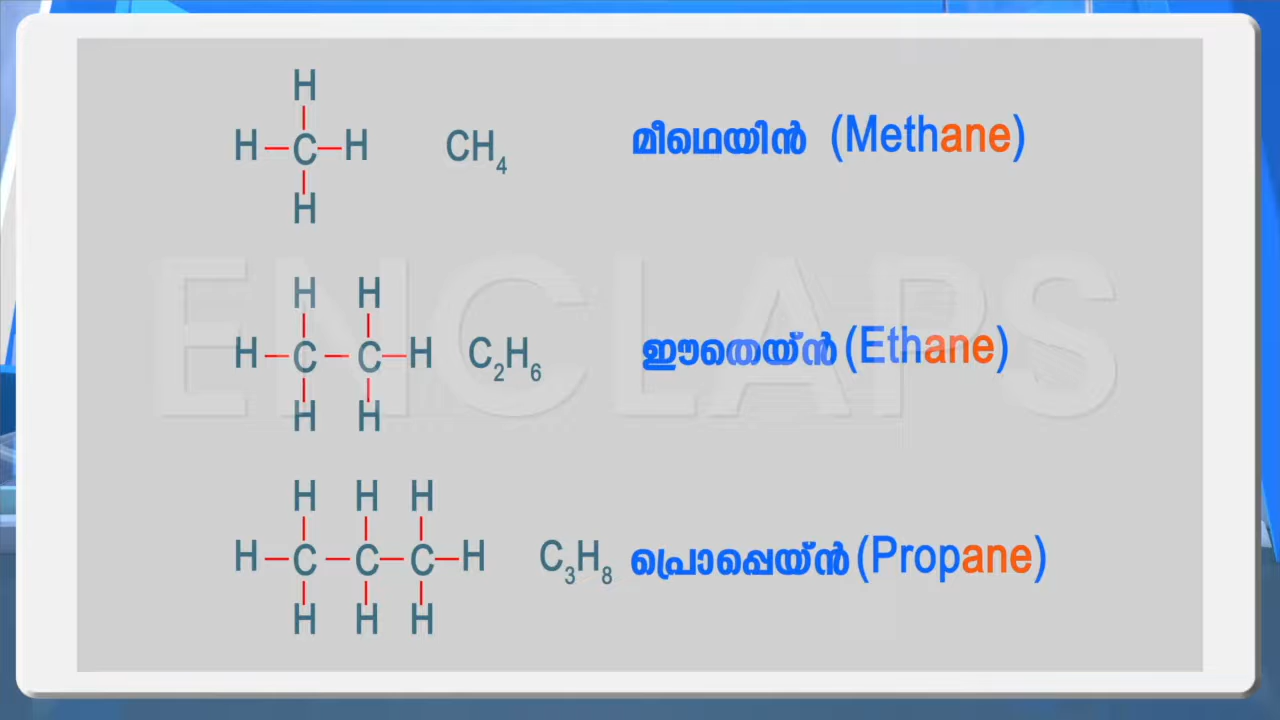 H
H C H CH4 മീഥെയിൻ (Methane)
H
ENCLAPS
H H
H C C H C2H6 ഈതെയ്ൻ (Ethane)
H H
H H H
H C C C H C3H8 പ്രൊപ്പെയ്ൻ (Propane)
H H H